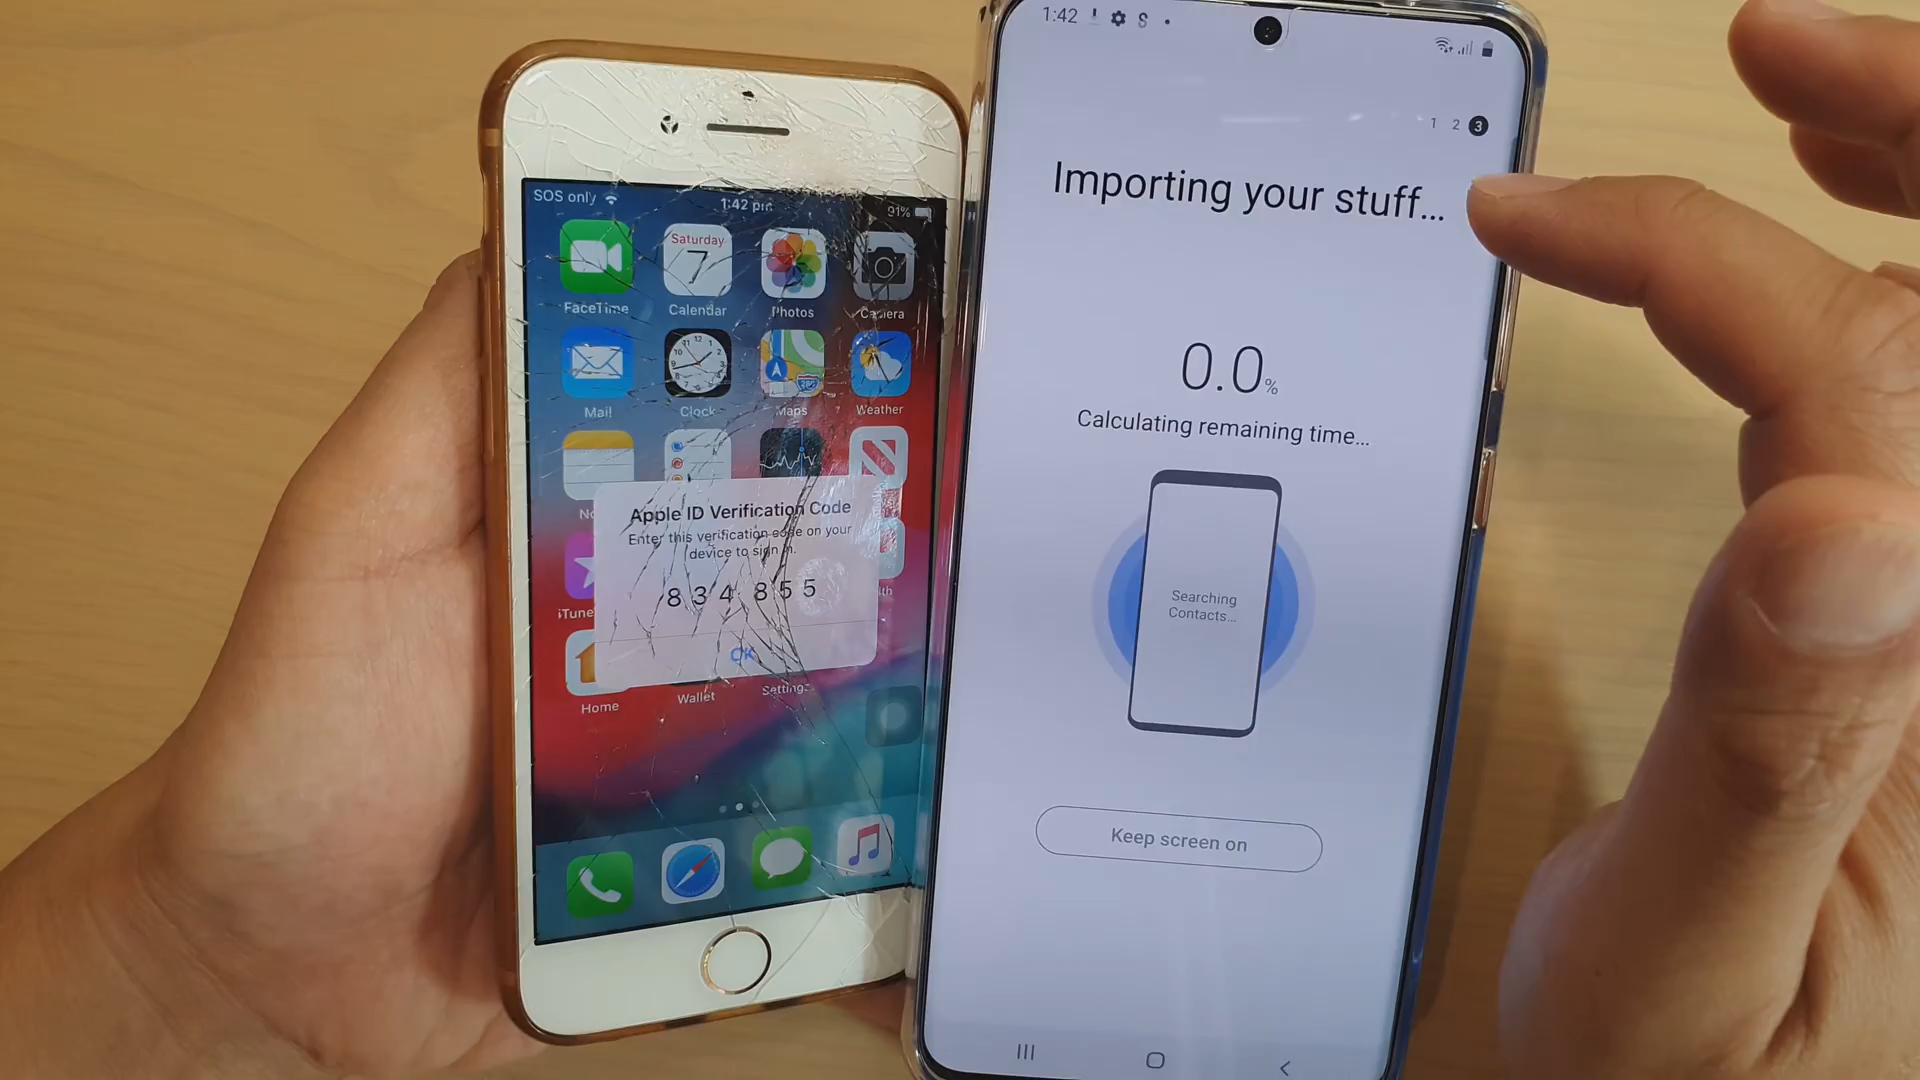 SOS only
1:42 pm
91%
FaceTime
Saturday
7
Calendar
Photos
Camera
Mail
Clock
Maps
Weather
Apple ID Verification Code
Enter this verification code on your
device to sign in.
834 855
OK
Home
Wallet
Settings
1:42
1 2 3
Importing your stuff...
0.0%
Calculating remaining time...
Searching
Contacts...
Keep screen on